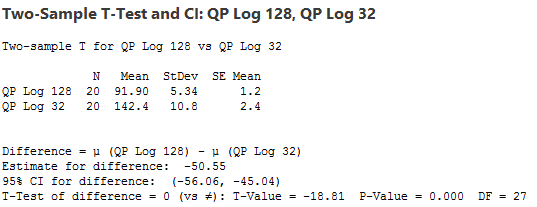 Two-Sample T-Test and CI: QP Log 128, QP Log 32
Two-sample T for QP Log 128 vs QP Log 32
N Mean StDev SE Mean
QP Log 128 20 91.90 5.34 1.2
QP Log 32 20 142.4 10.8 2.4
Difference = μ (QP Log 128) - μ (QP Log 32)
Estimate for difference: -50.55
95% CI for difference: (-56.06, -45.04)
T-Test of difference = 0 (vs ≠): T-Value = -18.81 P-Value = 0.000 DF = 27